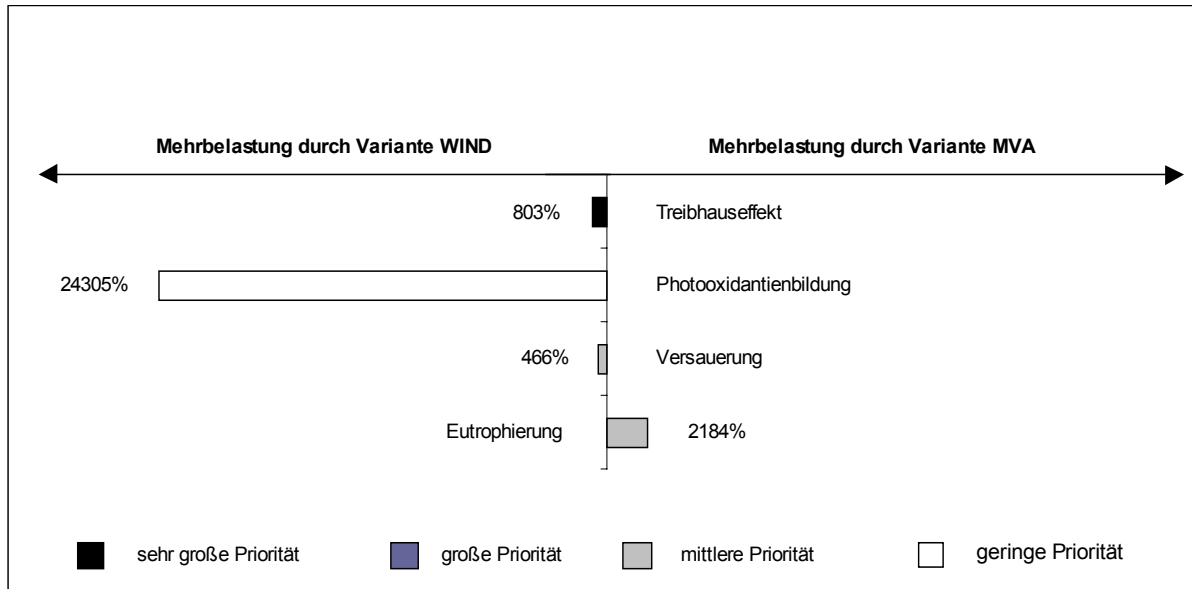 Mehrbelastung durch Variante WIND Mehrbelastung durch Variante MVA
803% Treibhauseffekt
24305% Photooxidantienbildung
466% Versauerung
Eutrophierung 2184%
sehr große Priorität große Priorität mittlere Priorität geringe Priorität